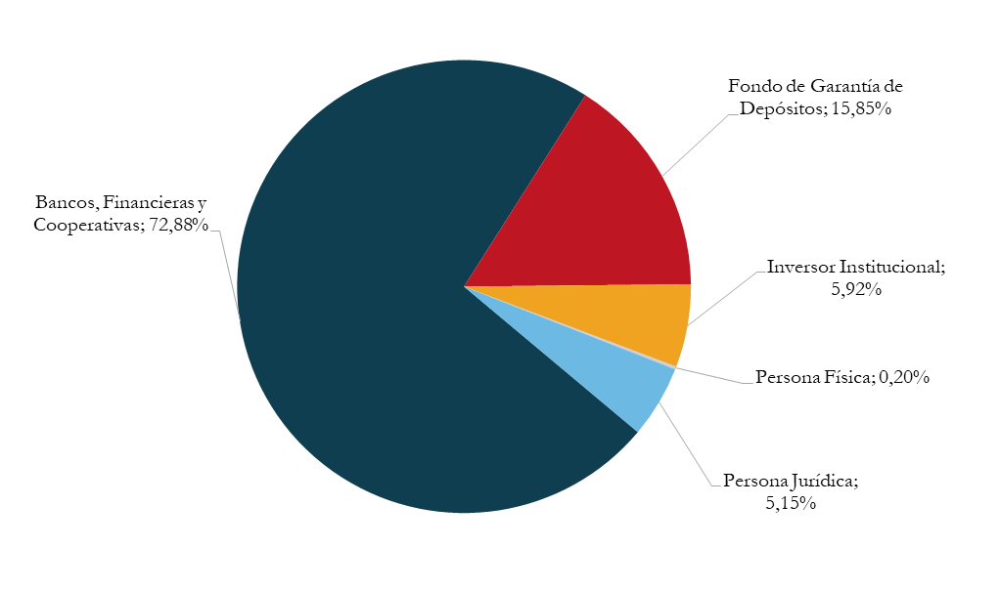 Fondo de Garantía de
Depósitos; 15,85%
Bancos, Financieras y
Cooperativas; 72,88%
Inversor Institucional;
5,92%
Persona Física; 0,20%
Persona Jurídica;
5,15%